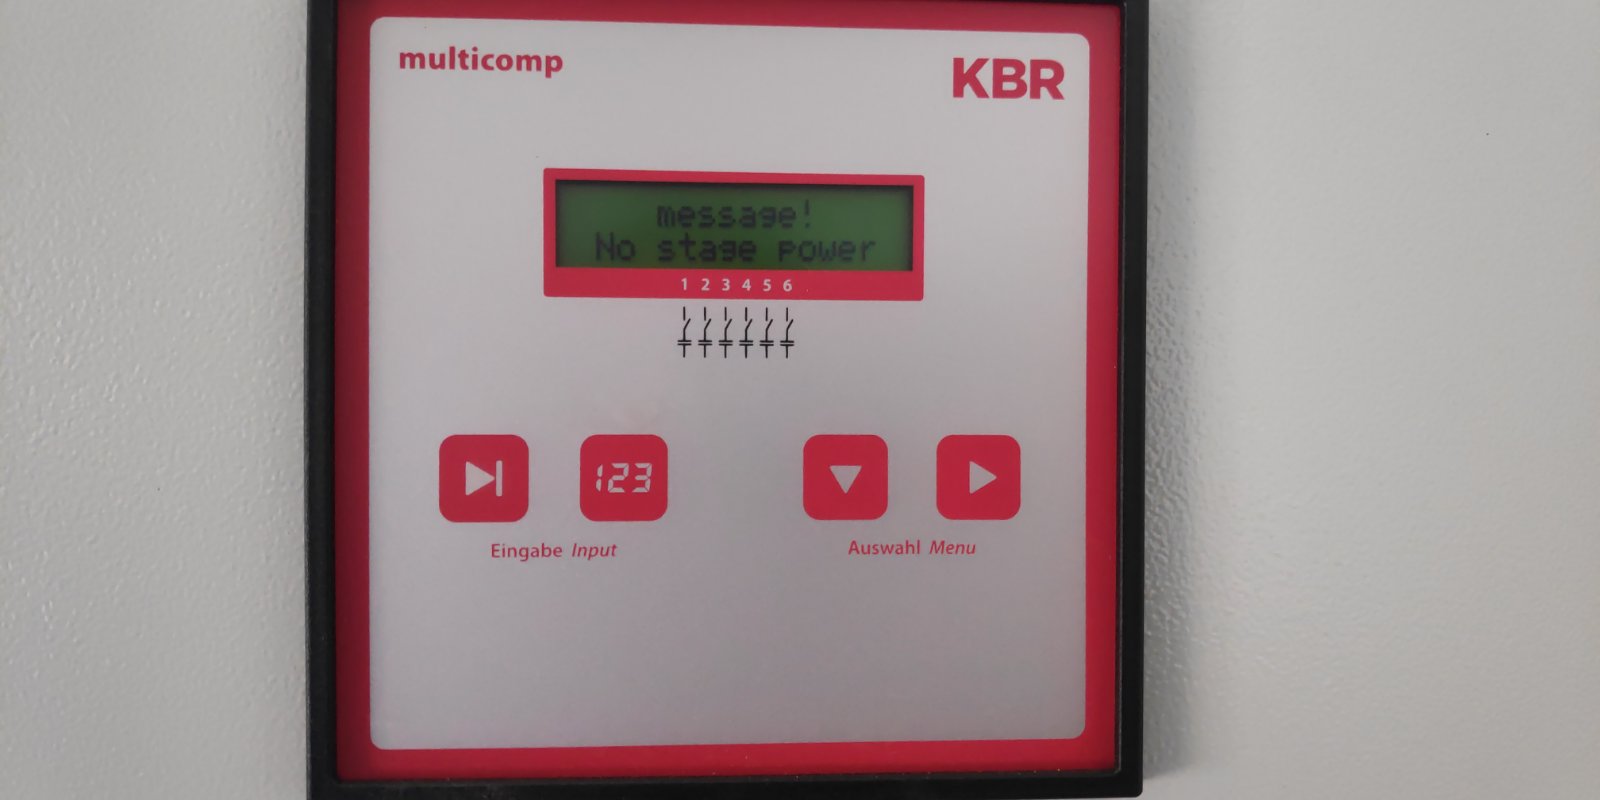 multicomp
KBR
message!
No stage power
1 2 3 4 5 6
123
Eingabe Input
Auswahl Menu